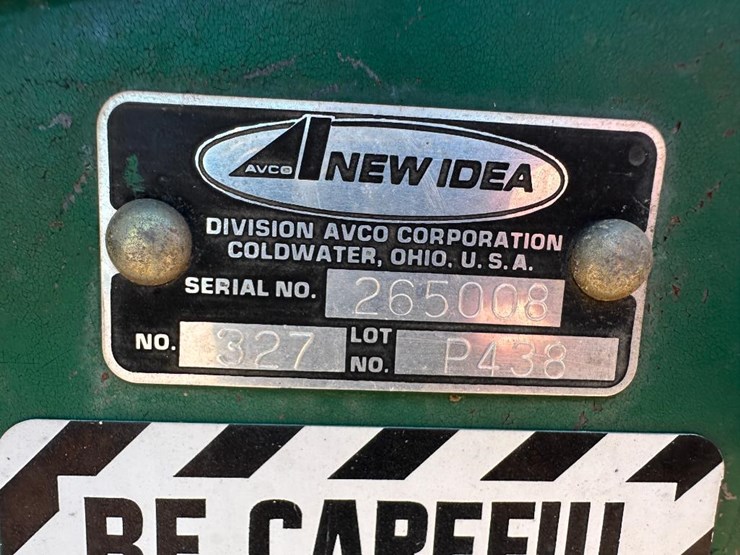 AVCO NEW IDEA
DIVISION AVCO CORPORATION
COLDWATER, OHIO, U.S.A.
SERIAL NO. 265008
NO. 327 LOT NO. P438
BE CAREFUL